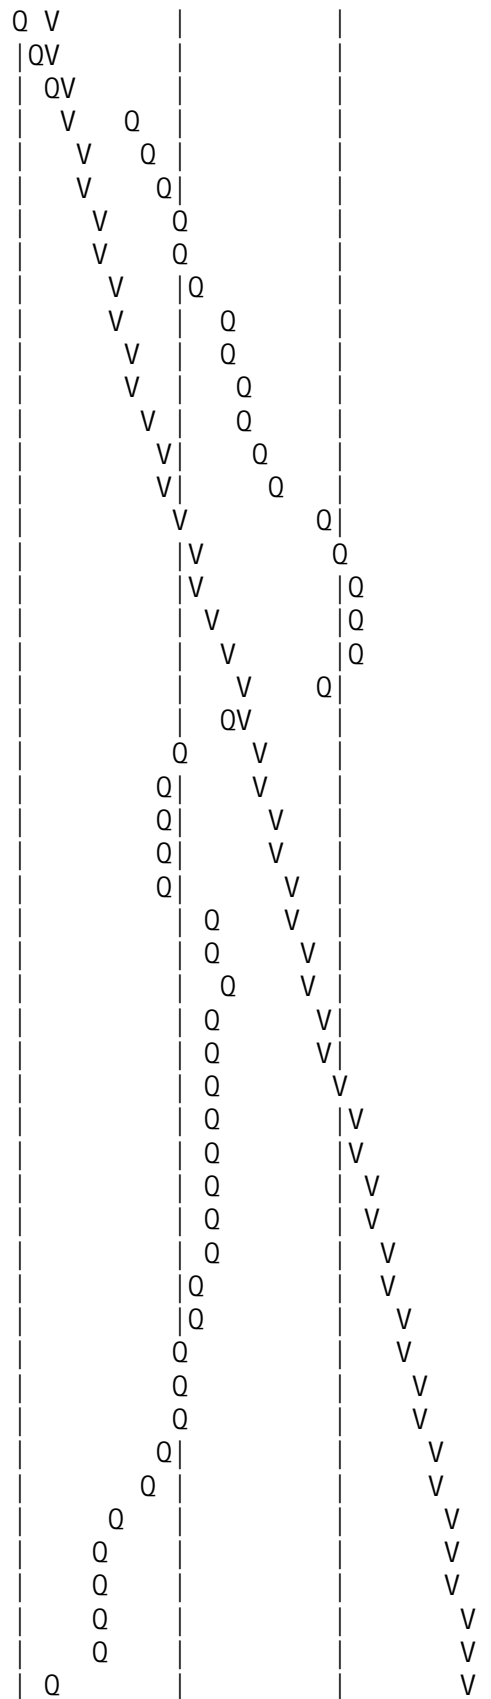 Q V       |         |
|QV       |         |
| QV      |         |
|  V   Q  |         |
|   V   Q |         |
|   V    Q|         |
|    V    Q         |
|    V    Q         |
|     V   |Q        |
|     V   |  Q      |
|      V  |  Q      |
|      V  |   Q     |
|       V |   Q     |
|        V|    Q    |
|        V|     Q   |
|         V        Q|
|         |V        Q
|         |V        |Q
|         | V       |Q
|         |  V      |Q
|         |   V    Q|
|         |  QV     |
|         Q    V    |
|        Q|    V    |
|        Q|     V   |
|        Q|     V   |
|        Q|      V  |
|         | Q    V  |
|         | Q     V |
|         |  Q    V |
|         | Q      V|
|         | Q      V|
|         | Q       V
|         | Q       |V
|         | Q       |V
|         | Q       | V
|         | Q       | V
|         | Q       |  V
|         |Q        |  V
|         |Q        |   V
|         Q         |   V
|         Q         |    V
|         Q         |    V
|        Q|         |     V
|       Q |         |     V
|     Q   |         |      V
|    Q    |         |      V
|    Q    |         |      V
|    Q    |         |       V
|    Q    |         |       V
| Q       |         |       V